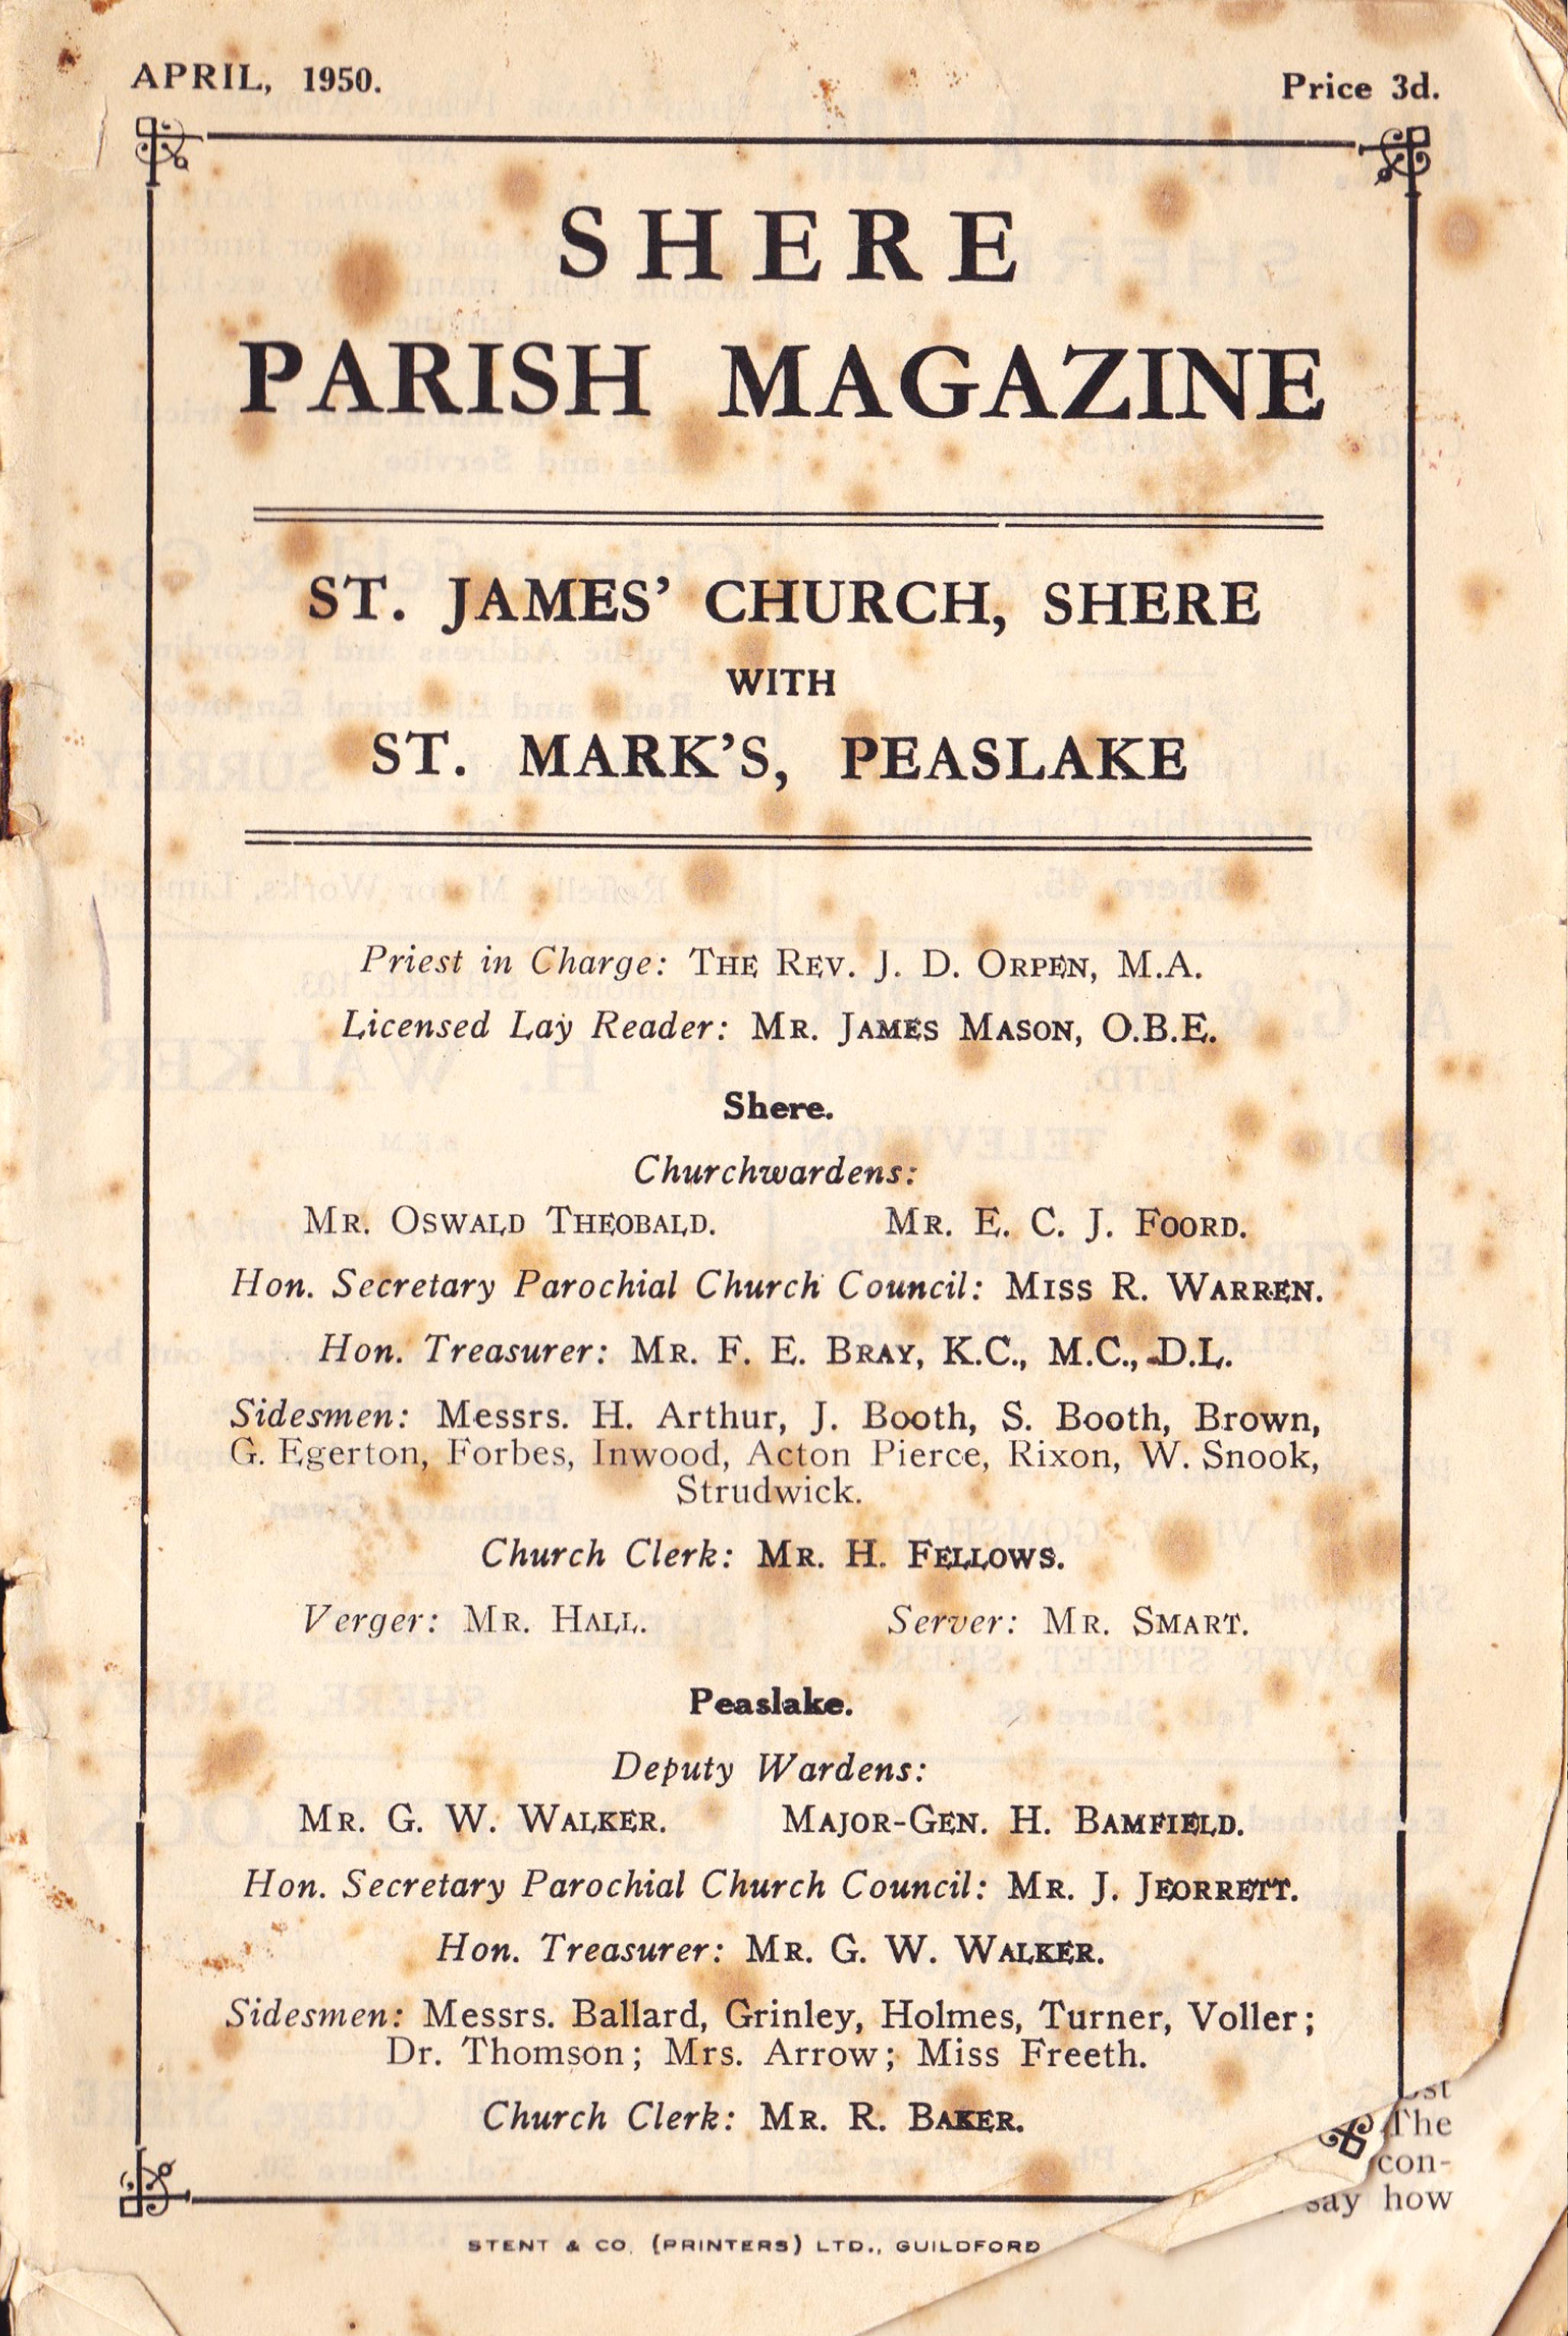 APRIL, 1950.
Price 3d.
SHERE
PARISH MAGAZINE
ST. JAMES' CHURCH, SHERE
WITH
ST. MARK'S, PEASLAKE
Priest in Charge: THE REV. J. D. ORPEN, M.A.
Licensed Lay Reader: MR. JAMES MASON, O.B.E.
Shere.
Churchwardens:
MR. OSWALD THEOBALD. MR. E. C. J. FOORD.
Hon. Secretary Parochial Church Council: MISS R. WARREN.
Hon. Treasurer: MR. F. E. BRAY, K.C., M.C., D.L.
Sidesmen: Messrs. H. Arthur, J. Booth, S. Booth, Brown,
G. Egerton, Forbes, Inwood, Acton Pierce, Rixon, W. Snook,
Strudwick.
Church Clerk: MR. H. FELLOWS.
Verger: MR. HALL. Server: MR. SMART.
Peaslake.
Deputy Wardens:
MR. G. W. WALKER. MAJOR-GEN. H. BAMFIELD.
Hon. Secretary Parochial Church Council: MR. J. JEORRETT.
Hon. Treasurer: MR. G. W. WALKER.
Sidesmen: Messrs. Ballard, Grinley, Holmes, Turner, Voller;
Dr. Thomson; Mrs. Arrow; Miss Freeth.
Church Clerk: MR. R. BAKER.
The
con-
say how
STENT & CO. (PRINTERS) LTD., GUILDFORD